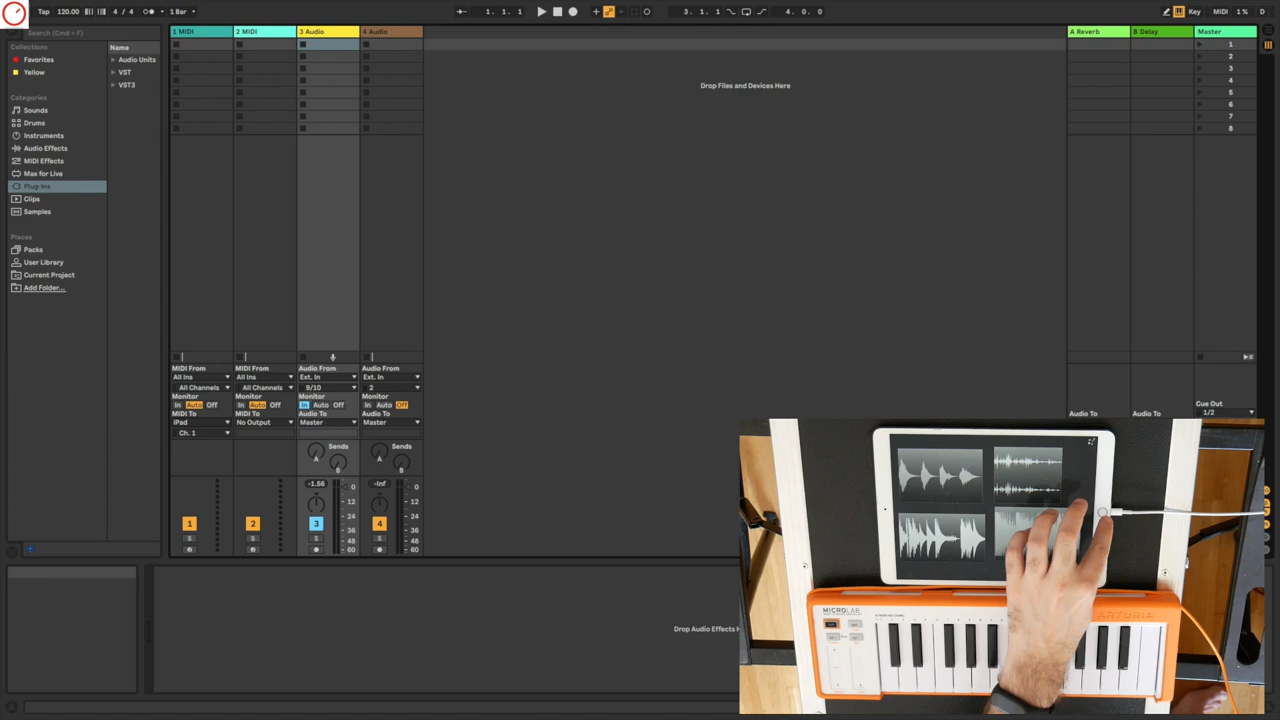 Tap 120.00 4 / 4 1 Bar 1. 1. 1 3. 1. 1 4. 0. 0 Key MIDI 1 % D
Search (Cmd + F)
Collections
Favorites
Yellow
Categories
Sounds
Drums
Instruments
Audio Effects
MIDI Effects
Max for Live
Plug-Ins
Clips
Samples
Places
Packs
User Library
Current Project
Add Folder...
Name
Audio Units
VST
VST3
1 MIDI 2 MIDI 3 Audio 4 Audio A Reverb B Delay Master
1
2
3
4
5
6
7
8
Drop Files and Devices Here
MIDI From MIDI From Audio From Audio From
All Ins All Ins Ext. In Ext. In
All Channels All Channels 9/10 2
Monitor Monitor Monitor Monitor
In Auto Off In Auto Off In Auto Off In Auto Off
MIDI To MIDI To Audio To Audio To Audio To Audio To
iPad No Output Master Master
Ch. 1
Cue Out
1/2
Sends Sends
A B A B
-1.56 -Inf
0 0
12 12
24 24
36 36
48 48
60 60
1 2 3 4
S S S S
Drop Audio Effects H
MICROLAB
ARTURIA